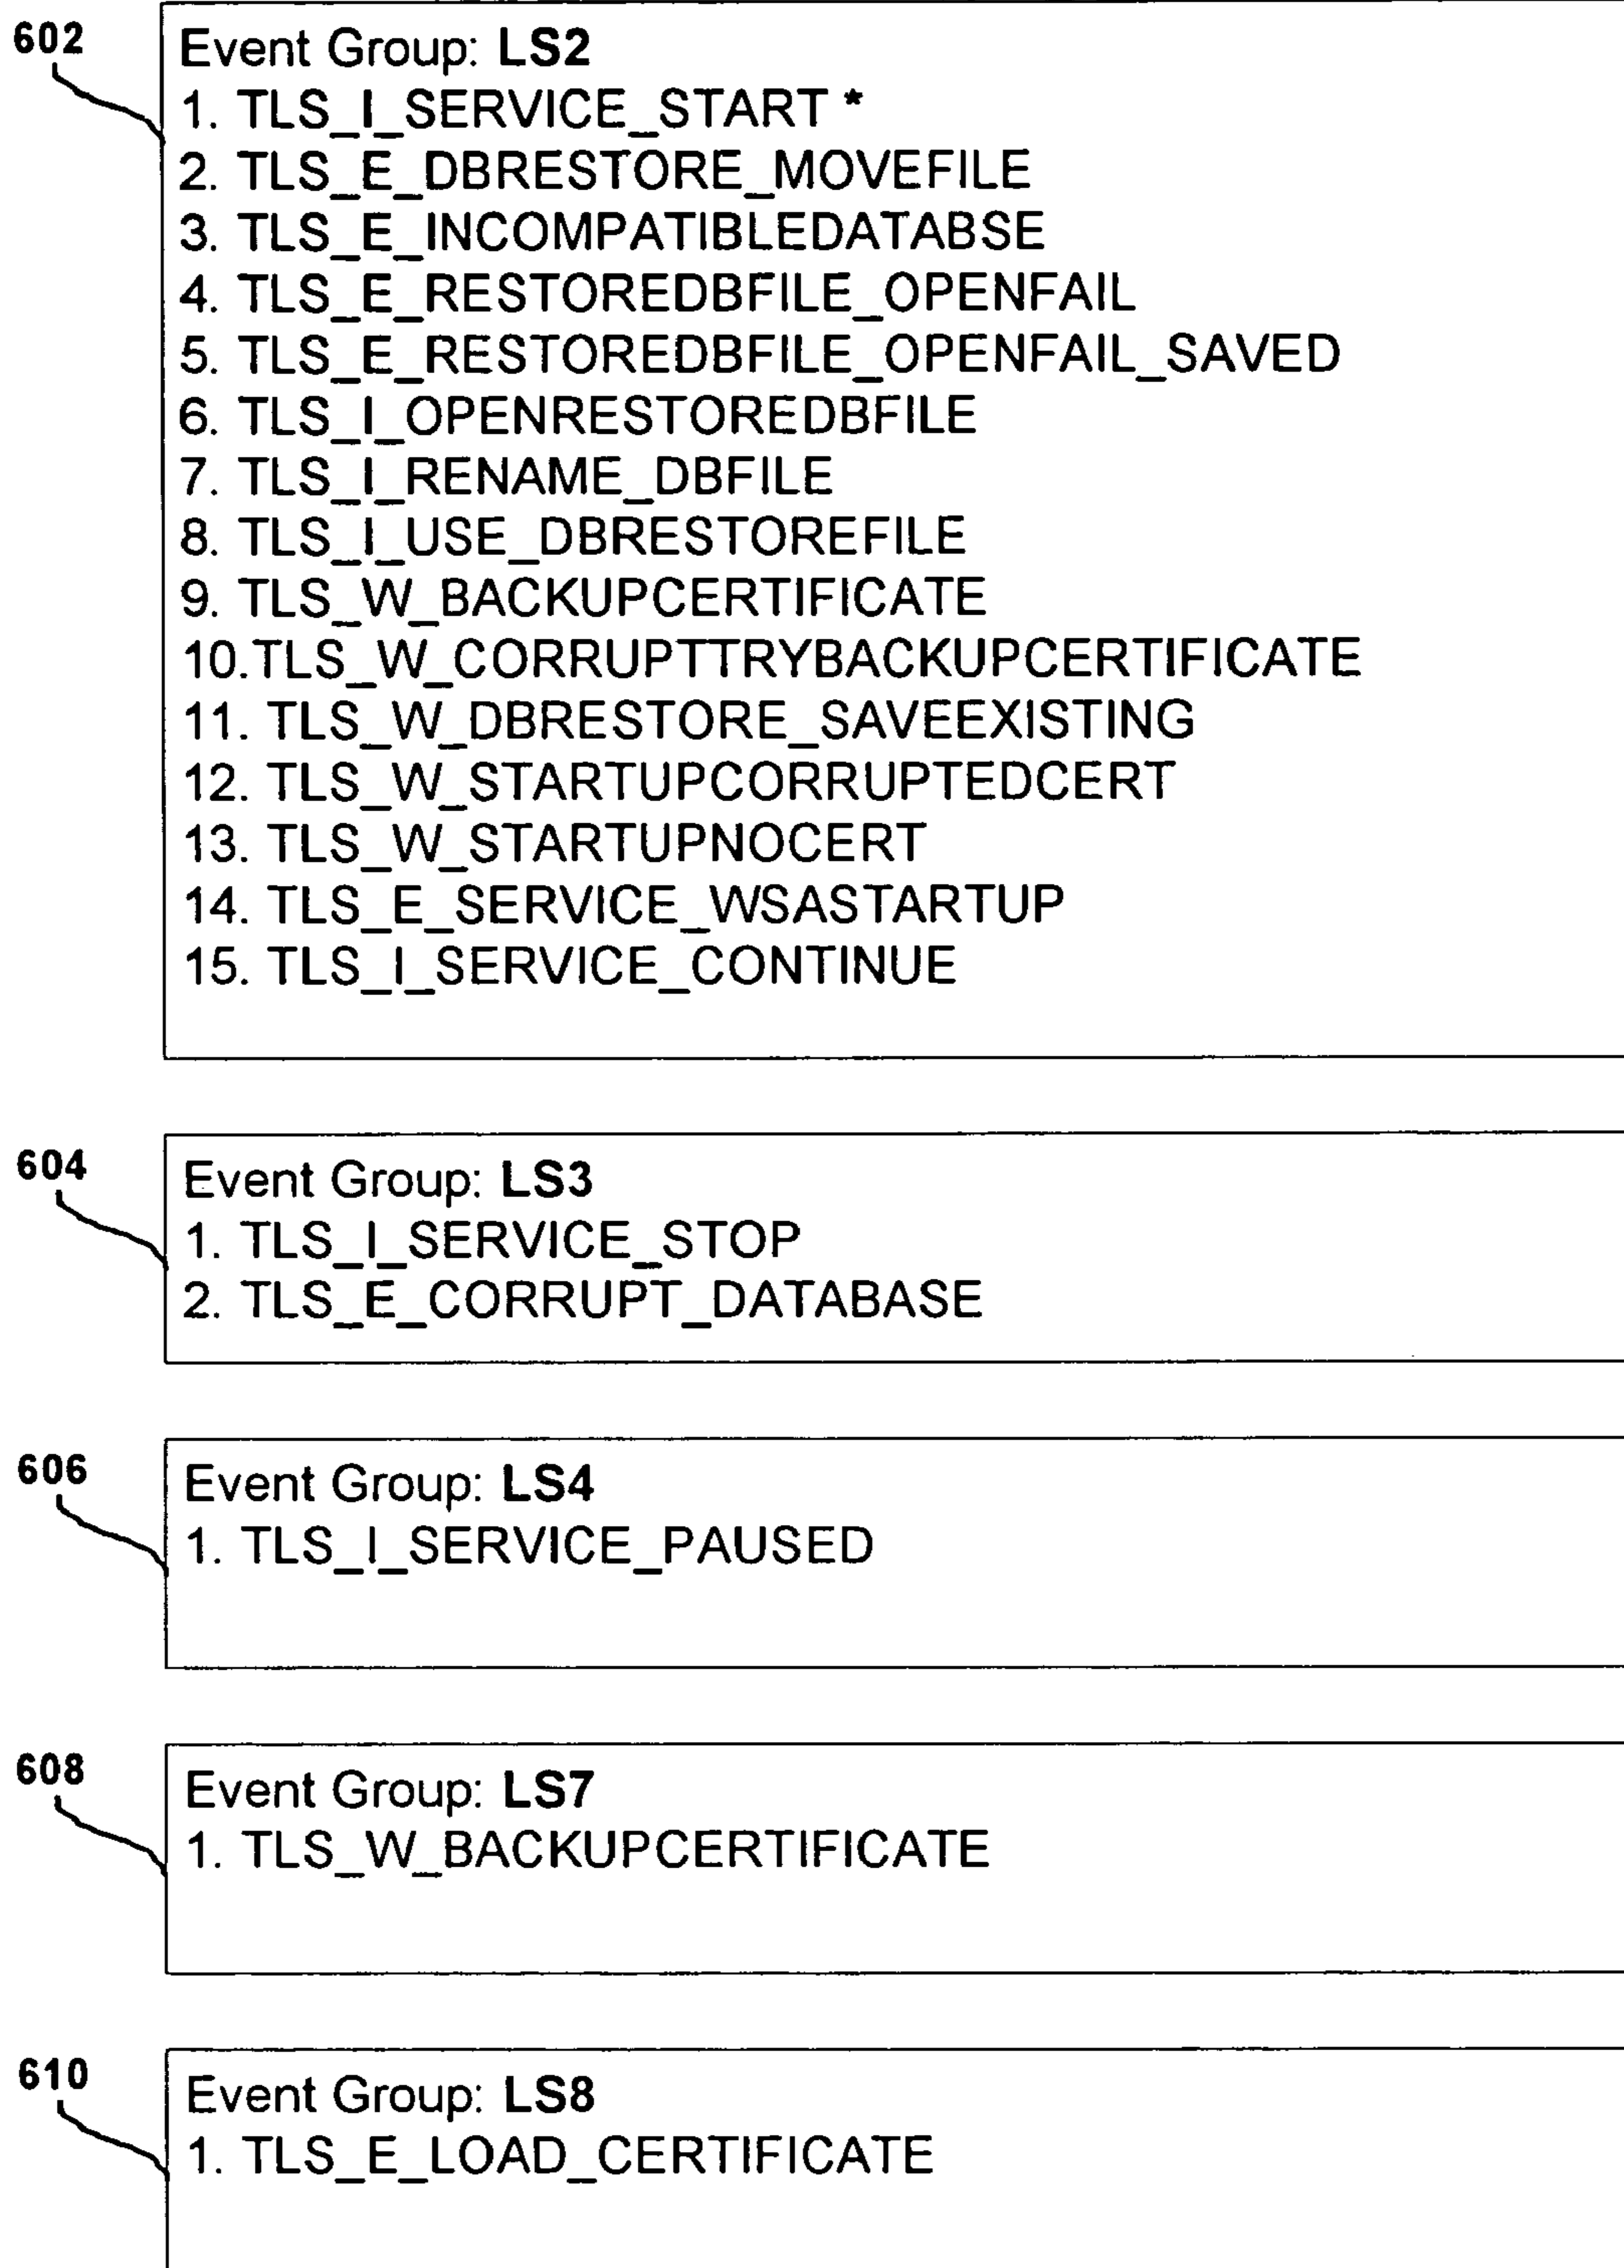 602
Event Group: LS2
1. TLS_I_SERVICE_START *
2. TLS_E_DBRESTORE_MOVEFILE
3. TLS_E_INCOMPATIBLEDATABSE
4. TLS_E_RESTOREDBFILE_OPENFAIL
5. TLS_E_RESTOREDBFILE_OPENFAIL_SAVED
6. TLS_I_OPENRESTOREDBFILE
7. TLS_I_RENAME_DBFILE
8. TLS_I_USE_DBRESTOREFILE
9. TLS_W_BACKUPCERTIFICATE
10.TLS_W_CORRUPTTRYBACKUPCERTIFICATE
11. TLS_W_DBRESTORE_SAVEEXISTING
12. TLS_W_STARTUPCORRUPTEDCERT
13. TLS_W_STARTUPNOCERT
14. TLS_E_SERVICE_WSASTARTUP
15. TLS_I_SERVICE_CONTINUE
604
Event Group: LS3
1. TLS_I_SERVICE_STOP
2. TLS_E_CORRUPT_DATABASE
606
Event Group: LS4
1. TLS_I_SERVICE_PAUSED
608
Event Group: LS7
1. TLS_W_BACKUPCERTIFICATE
610
Event Group: LS8
1. TLS_E_LOAD_CERTIFICATE